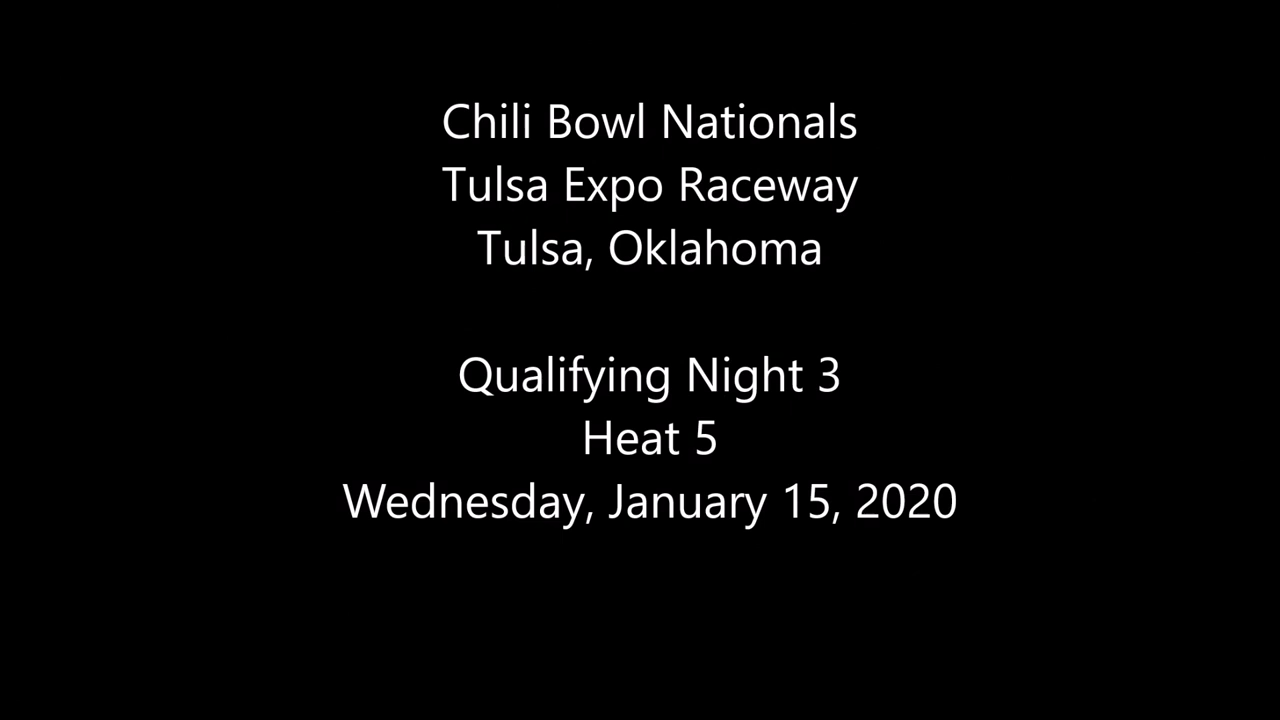 Chili Bowl Nationals
Tulsa Expo Raceway
Tulsa, Oklahoma
Qualifying Night 3
Heat 5
Wednesday, January 15, 2020